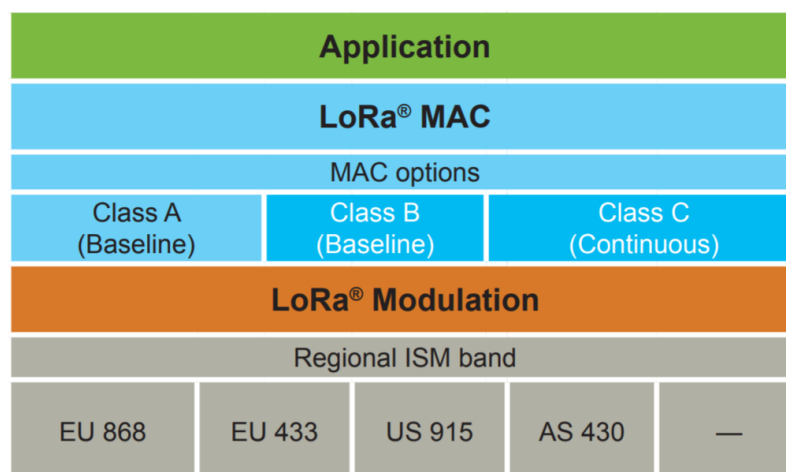 Application
LoRa® MAC
MAC options
Class A
(Baseline)
Class B
(Baseline)
Class C
(Continuous)
LoRa® Modulation
Regional ISM band
EU 868
EU 433
US 915
AS 430
—